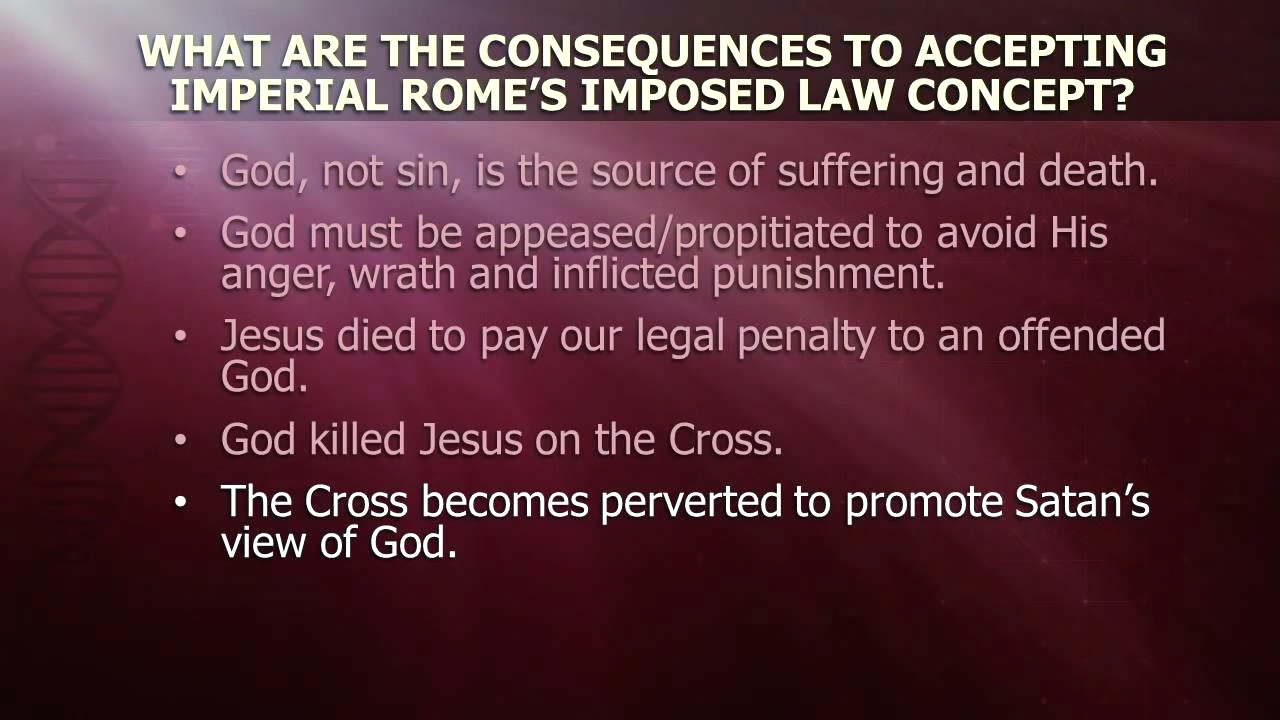 WHAT ARE THE CONSEQUENCES TO ACCEPTING
IMPERIAL ROME’S IMPOSED LAW CONCEPT?
• God, not sin, is the source of suffering and death.
• God must be appeased/propitiated to avoid His
anger, wrath and inflicted punishment.
• Jesus died to pay our legal penalty to an offended
God.
• God killed Jesus on the Cross.
• The Cross becomes perverted to promote Satan’s
view of God.